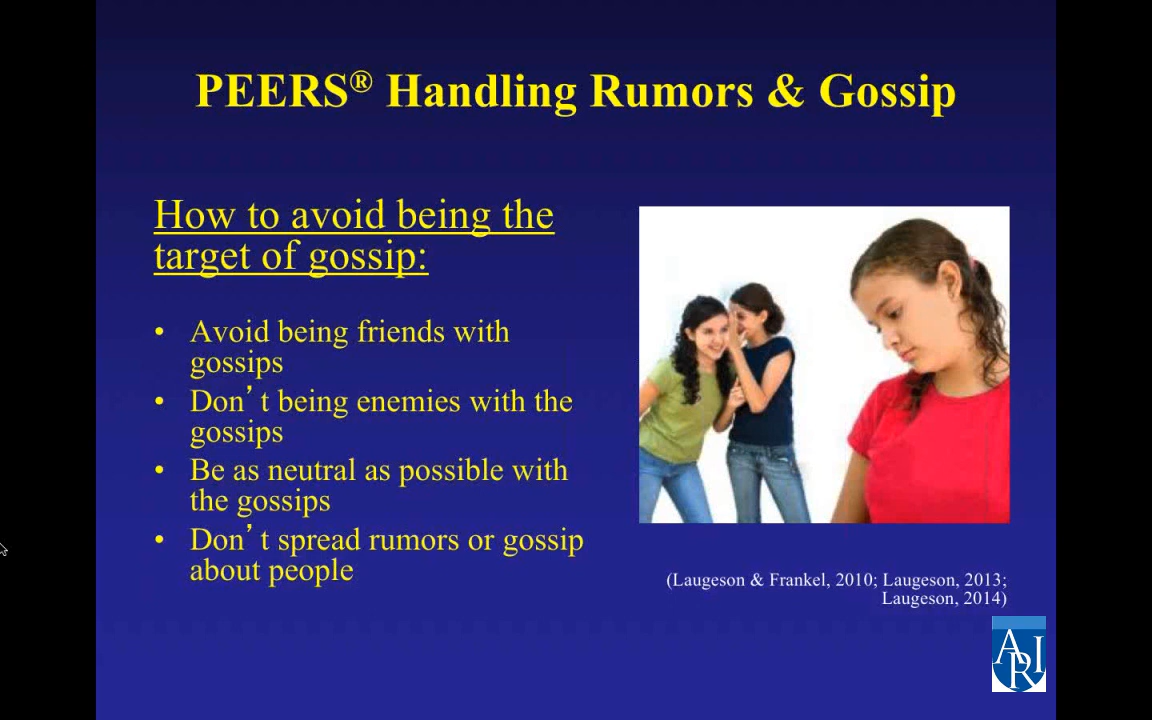 PEERS® Handling Rumors & Gossip
How to avoid being the
target of gossip:
• Avoid being friends with
gossips
• Don’t being enemies with the
gossips
• Be as neutral as possible with
the gossips
• Don’t spread rumors or gossip
about people
(Laugeson & Frankel, 2010; Laugeson, 2013;
Laugeson, 2014)
ARI